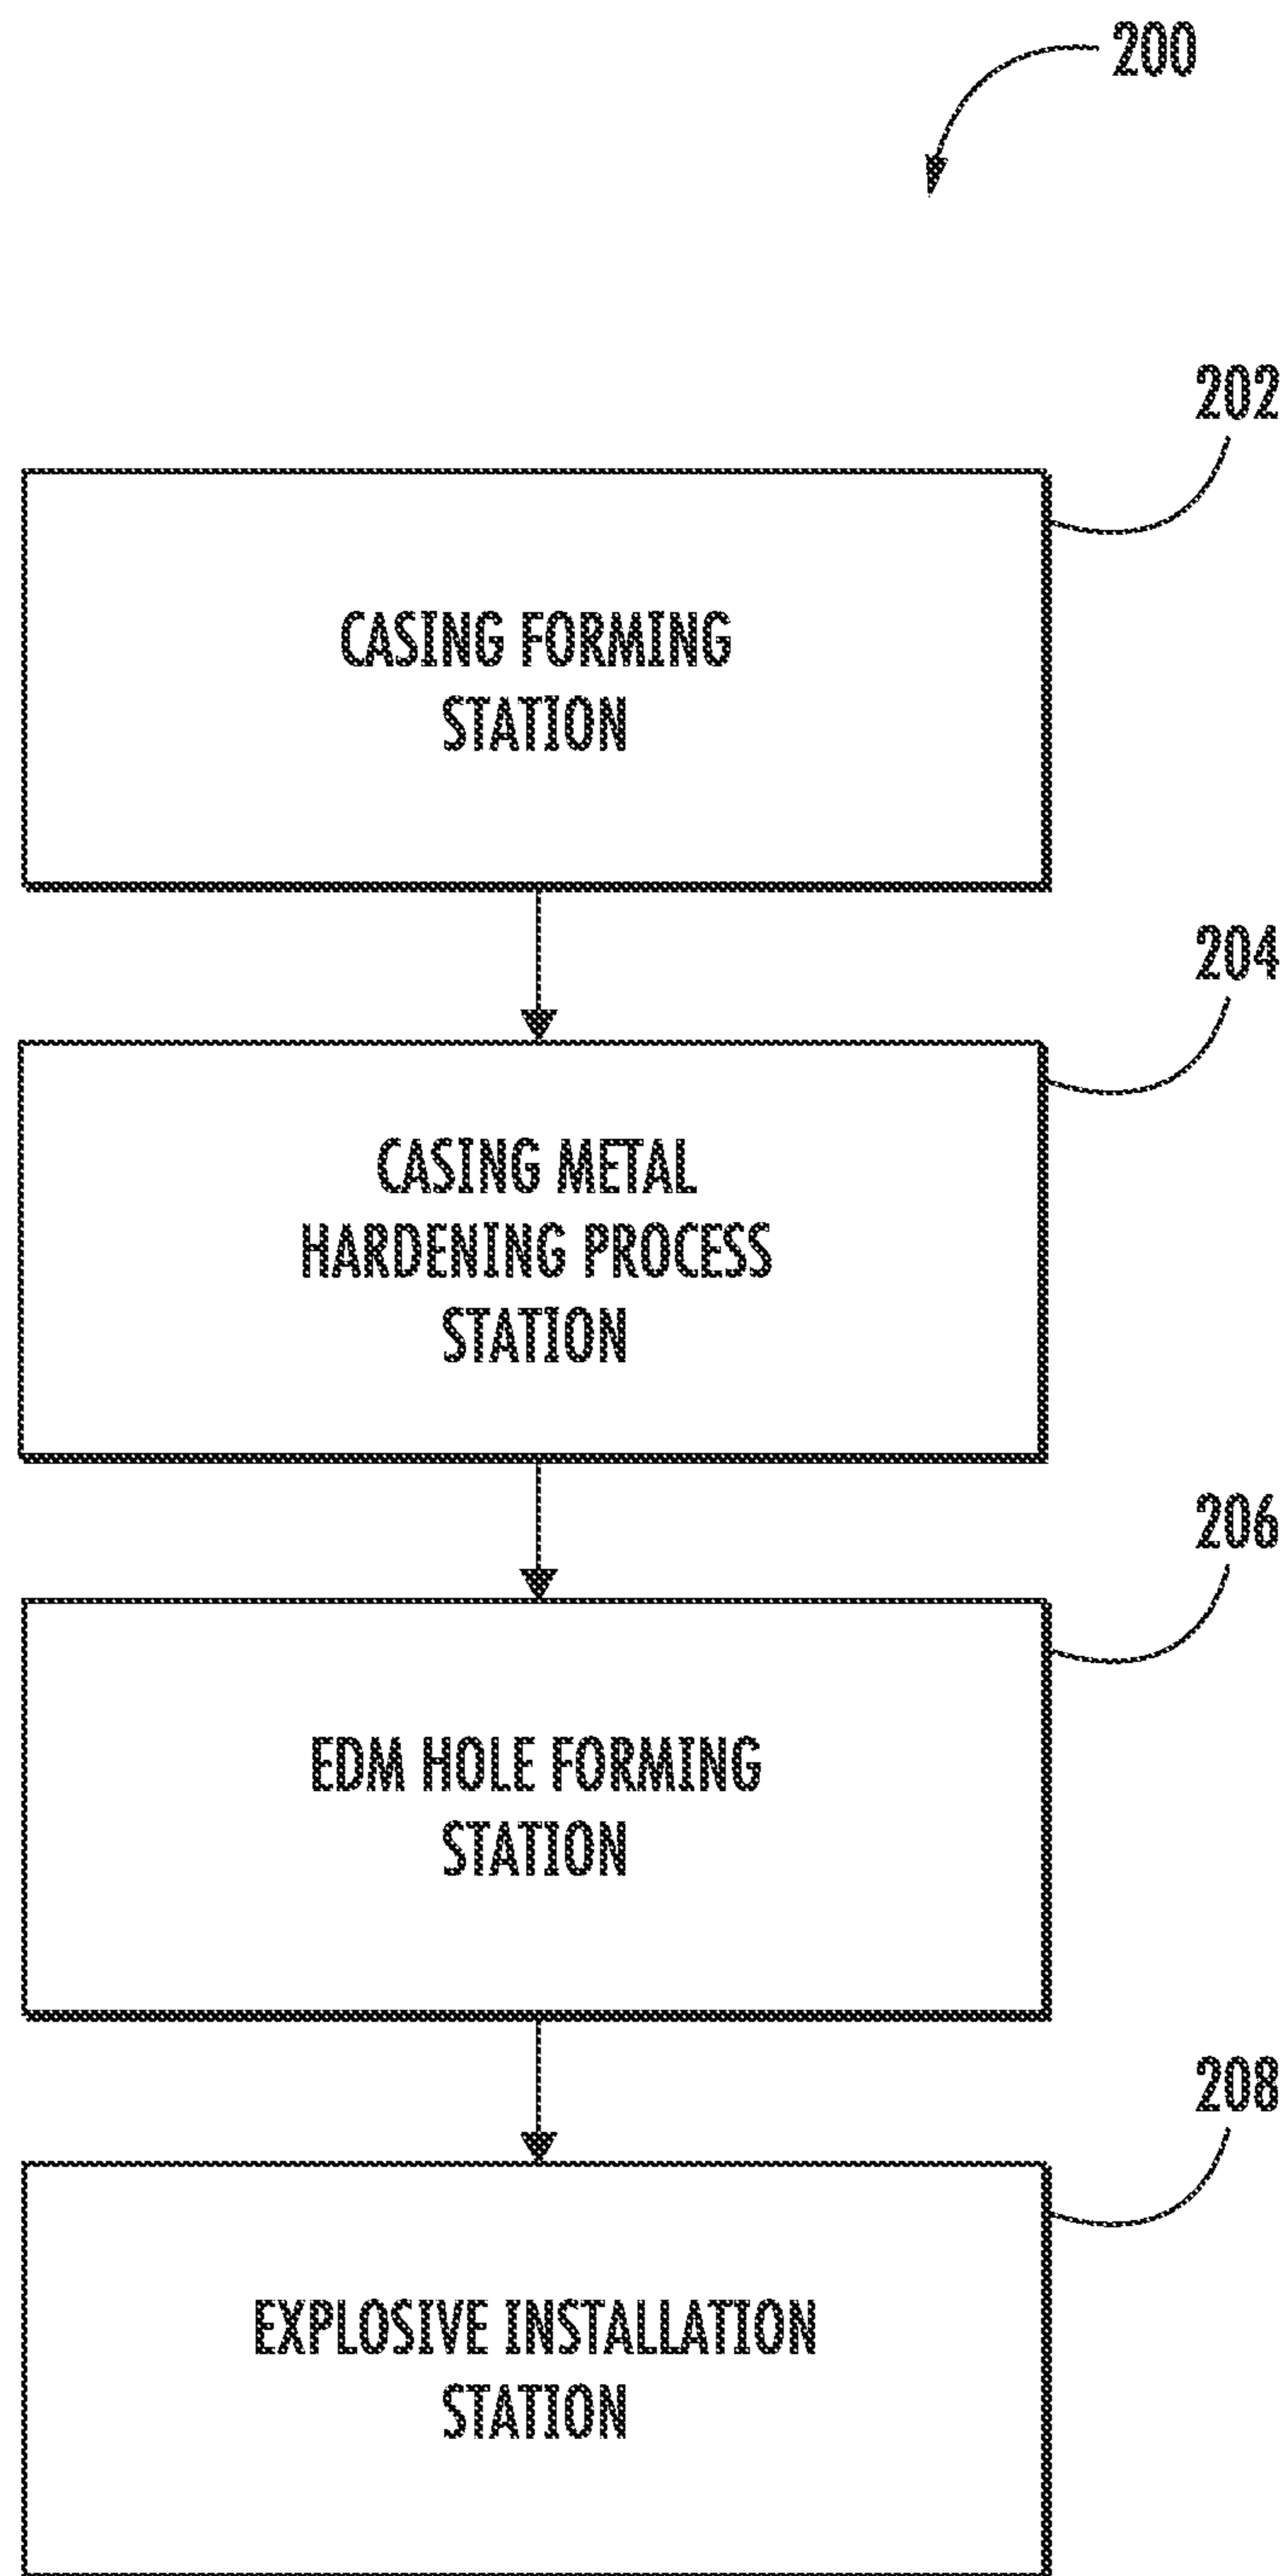 200
202
CASING FORMING
STATION
204
CASING METAL
HARDENING PROCESS
STATION
206
EDM HOLE FORMING
STATION
208
EXPLOSIVE INSTALLATION
STATION